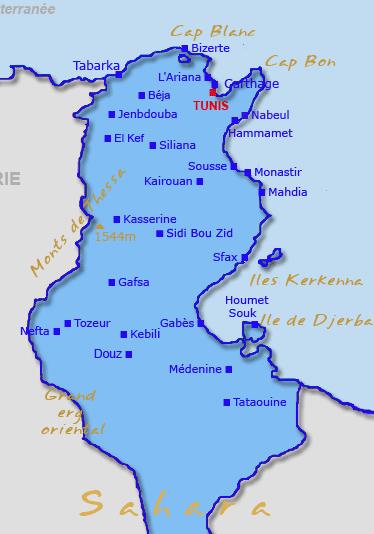 terranée
Cap Blanc
Bizerte
Cap Bon
Tabarka
L'Ariana
Carthage
Béja
TUNIS
Jenbdouba
Nabeul
Hammamet
El Kef
Siliana
Sousse
Monastir
RIE
Kairouan
Mahdia
Monts de Thessa
Kasserine
1544m
Sidi Bou Zid
Sfax
Iles Kerkenna
Gafsa
Houmet
Souk
Ile de Djerba
Nefta
Tozeur
Gabès
Kebili
Douz
Médenine
Grand
erg
oriental
Tataouine
Sahara